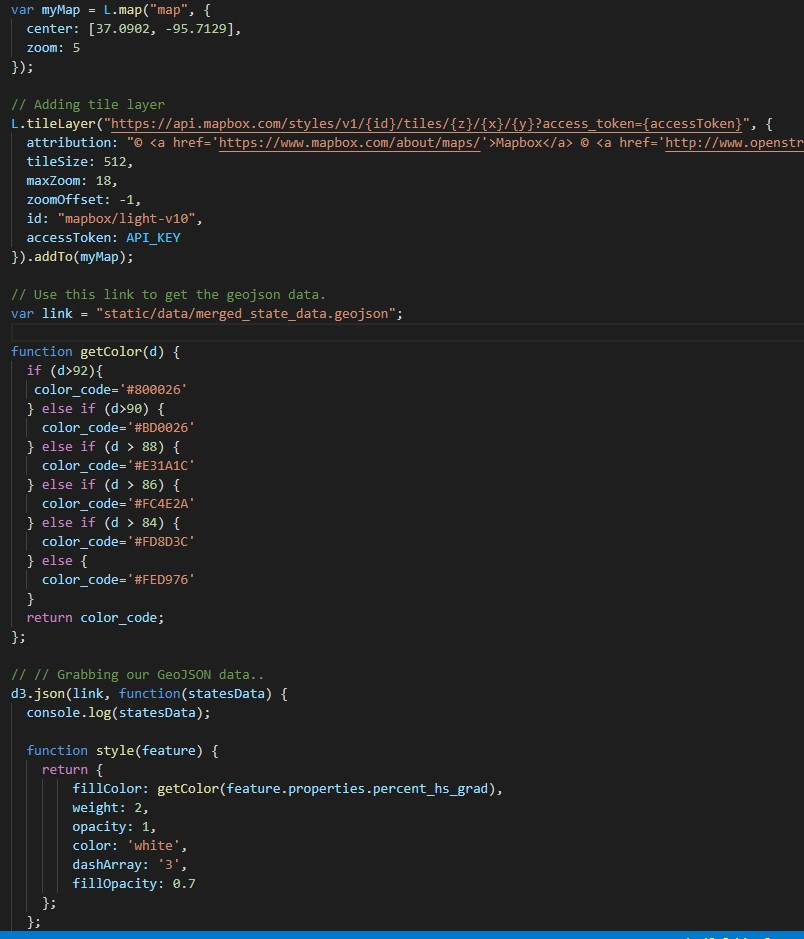 var myMap = L.map("map", {
  center: [37.0902, -95.7129],
  zoom: 5
});

// Adding tile layer
L.tileLayer("https://api.mapbox.com/styles/v1/{id}/tiles/{z}/{x}/{y}?access_token={accessToken}", {
  attribution: "© <a href='https://www.mapbox.com/about/maps/'>Mapbox</a> © <a href='http://www.openstr
  tileSize: 512,
  maxZoom: 18,
  zoomOffset: -1,
  id: "mapbox/light-v10",
  accessToken: API_KEY
}).addTo(myMap);

// Use this link to get the geojson data.
var link = "static/data/merged_state_data.geojson";

function getColor(d) {
  if (d>92){
   color_code='#800026'
  } else if (d>90) {
    color_code='#BD0026'
  } else if (d > 88) {
    color_code='#E31A1C'
  } else if (d > 86) {
    color_code='#FC4E2A'
  } else if (d > 84) {
    color_code='#FD8D3C'
  } else {
    color_code='#FED976'
  }
  return color_code;
};

// // Grabbing our GeoJSON data..
d3.json(link, function(statesData) {
  console.log(statesData);

  function style(feature) {
    return {
        fillColor: getColor(feature.properties.percent_hs_grad),
        weight: 2,
        opacity: 1,
        color: 'white',
        dashArray: '3',
        fillOpacity: 0.7
    };
  };